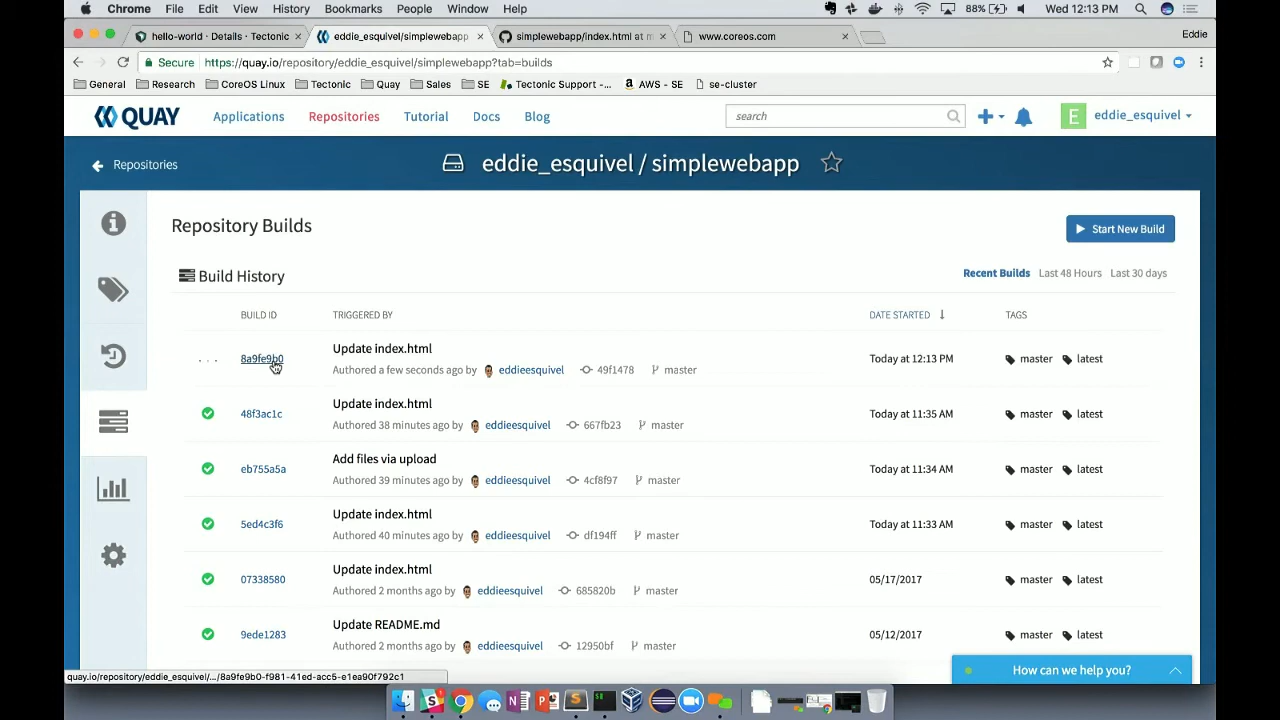 Chrome File Edit View History Bookmarks People Window Help 88% Wed 12:13 PM
hello-world · Details · Tectonic eddie_esquivel/simplewebapp simplewebapp/index.html at m www.coreos.com Eddie
Secure https://quay.io/repository/eddie_esquivel/simplewebapp?tab=builds
General Research CoreOS Linux Tectonic Quay Sales SE Tectonic Support -... AWS - SE se-cluster
QUAY Applications Repositories Tutorial Docs Blog search E eddie_esquivel
Repositories eddie_esquivel / simplewebapp
Repository Builds Start New Build
Build History Recent Builds Last 48 Hours Last 30 days
BUILD ID TRIGGERED BY DATE STARTED TAGS
8a9fe9b0 Update index.html Today at 12:13 PM master latest
Authored a few seconds ago by eddieesquivel 49f1478 master
48f3ac1c Update index.html Today at 11:35 AM master latest
Authored 38 minutes ago by eddieesquivel 667fb23 master
eb755a5a Add files via upload Today at 11:34 AM master latest
Authored 39 minutes ago by eddieesquivel 4cf8f97 master
5ed4c3f6 Update index.html Today at 11:33 AM master latest
Authored 40 minutes ago by eddieesquivel df194ff master
07338580 Update index.html 05/17/2017 master latest
Authored 2 months ago by eddieesquivel 685820b master
9ede1283 Update README.md 05/12/2017 master latest
Authored 2 months ago by eddieesquivel 12950bf master
How can we help you?
quay.io/repository/eddie_esquivel/.../8a9fe9b0-f981-41ed-acc5-c1ea90f792c1